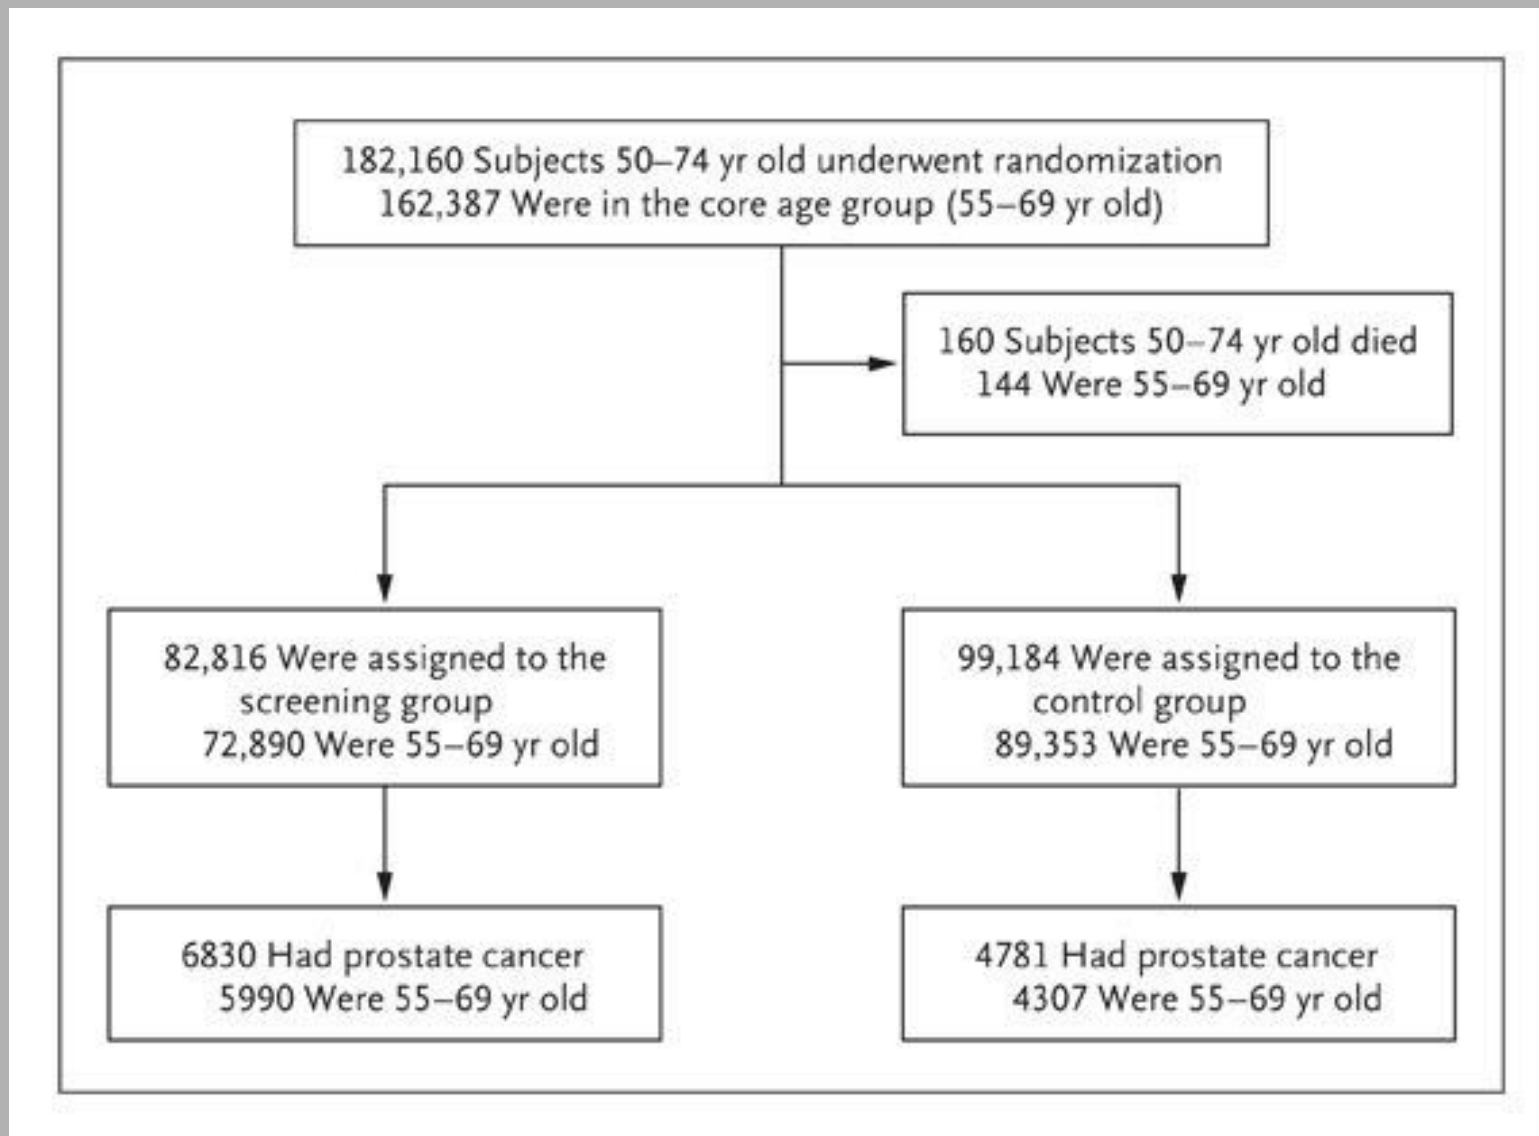 182,160 Subjects 50–74 yr old underwent randomization
162,387 Were in the core age group (55–69 yr old)
160 Subjects 50–74 yr old died
144 Were 55–69 yr old
82,816 Were assigned to the
screening group
72,890 Were 55–69 yr old
99,184 Were assigned to the
control group
89,353 Were 55–69 yr old
6830 Had prostate cancer
5990 Were 55–69 yr old
4781 Had prostate cancer
4307 Were 55–69 yr old